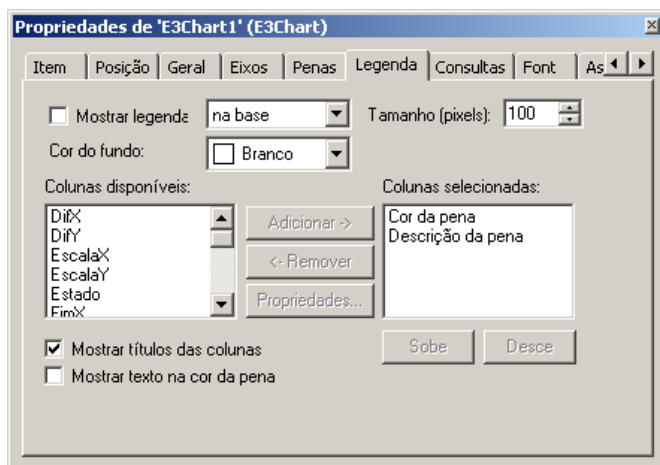 Propriedades de 'E3Chart1' (E3Chart)
Item Posição Geral Eixos Penas Legenda Consultas Font As
Mostrar legenda na base Tamanho (pixels): 100
Cor do fundo: Branco
Colunas disponíveis: Colunas selecionadas:
DifX
DifY
EscalaX
EscalaY
Estado
FimX
Adicionar ->
<- Remover
Propriedades...
Cor da pena
Descrição da pena
Mostrar títulos das colunas
Sobe Desce
Mostrar texto na cor da pena